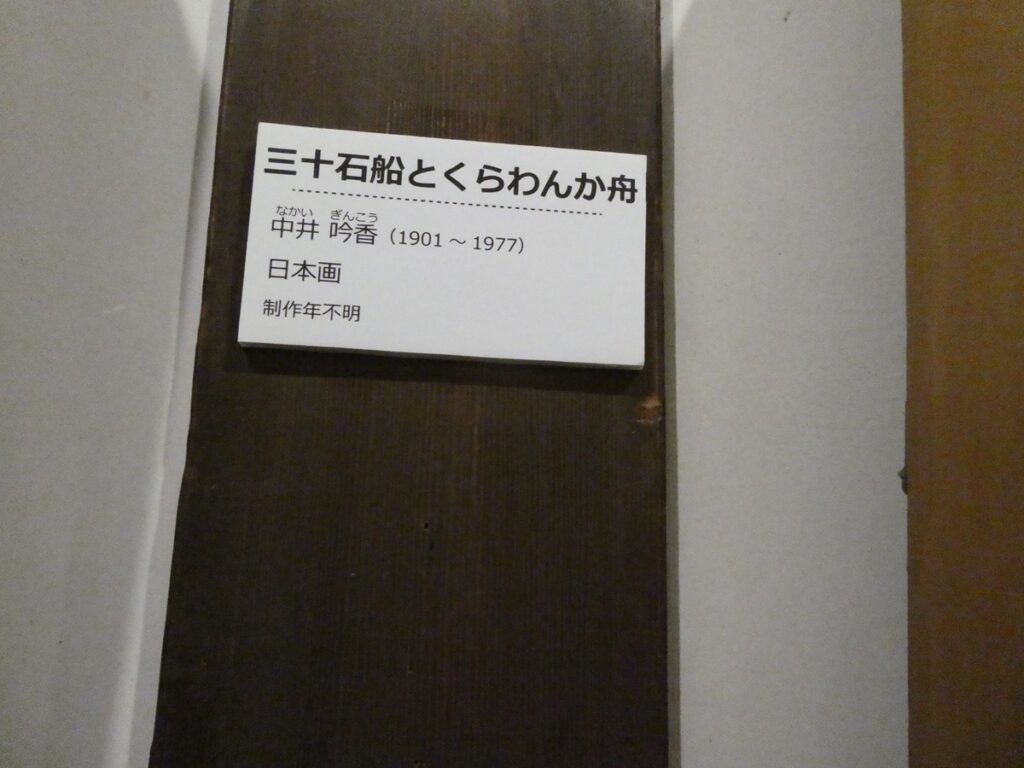 三十石船とくらわんか舟
なかい ぎんこう
中井 吟香（1901 ～ 1977）
日本画
制作年不明